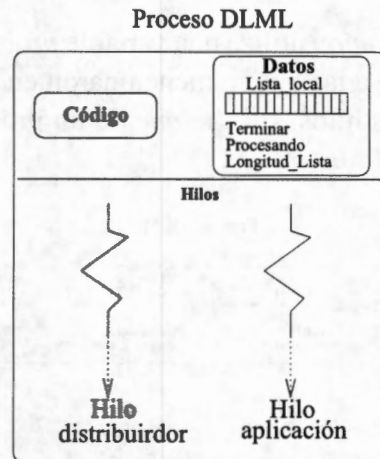 Proceso DLML
Código
Datos
Lista_local
Terminar
Procesando
Longitud_Lista
Hilos
Hilo
distribuirdor
Hilo
aplicación